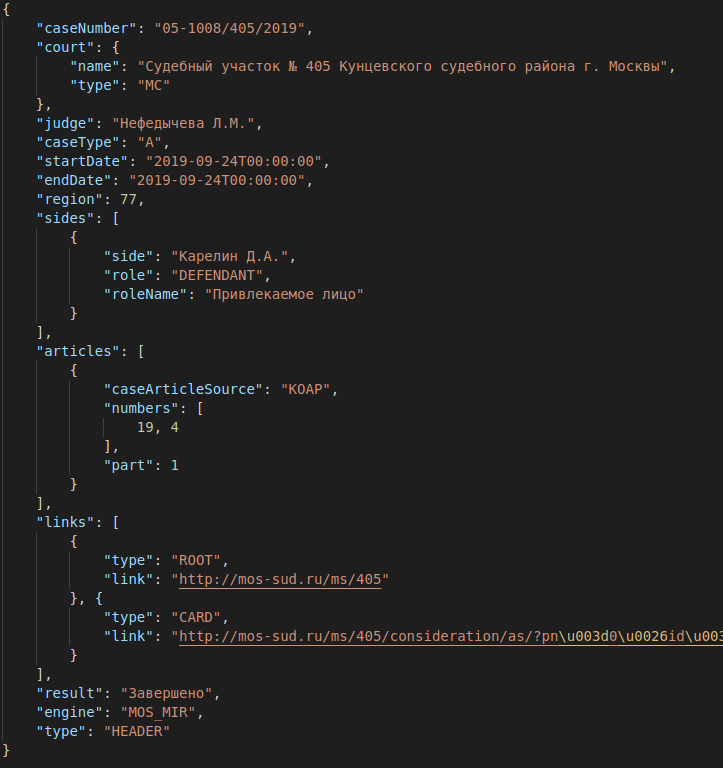 {
    "caseNumber": "05-1008/405/2019",
    "court": {
        "name": "Судебный участок № 405 Кунцевского судебного района г. Москвы",
        "type": "МС"
    },
    "judge": "Нефедычева Л.М.",
    "caseType": "A",
    "startDate": "2019-09-24T00:00:00",
    "endDate": "2019-09-24T00:00:00",
    "region": 77,
    "sides": [
        {
            "side": "Карелин Д.А.",
            "role": "DEFENDANT",
            "roleName": "Привлекаемое лицо"
        }
    ],
    "articles": [
        {
            "caseArticleSource": "KOAP",
            "numbers": [
                19, 4
            ],
            "part": 1
        }
    ],
    "links": [
        {
            "type": "ROOT",
            "link": "http://mos-sud.ru/ms/405"
        }, {
            "type": "CARD",
            "link": "http://mos-sud.ru/ms/405/consideration/as/?pn\u003d0\u0026id\u003
        }
    ],
    "result": "Завершено",
    "engine": "MOS_MIR",
    "type": "HEADER"
}